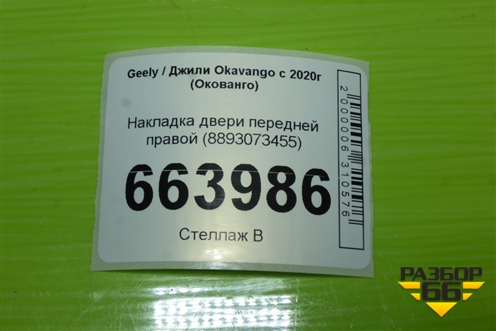 Geely / Джили Okavango с 2020г
(Окованго)
Накладка двери передней
правой (8893073455)
663986
Стеллаж В
2000006310576
РАЗБОР
66